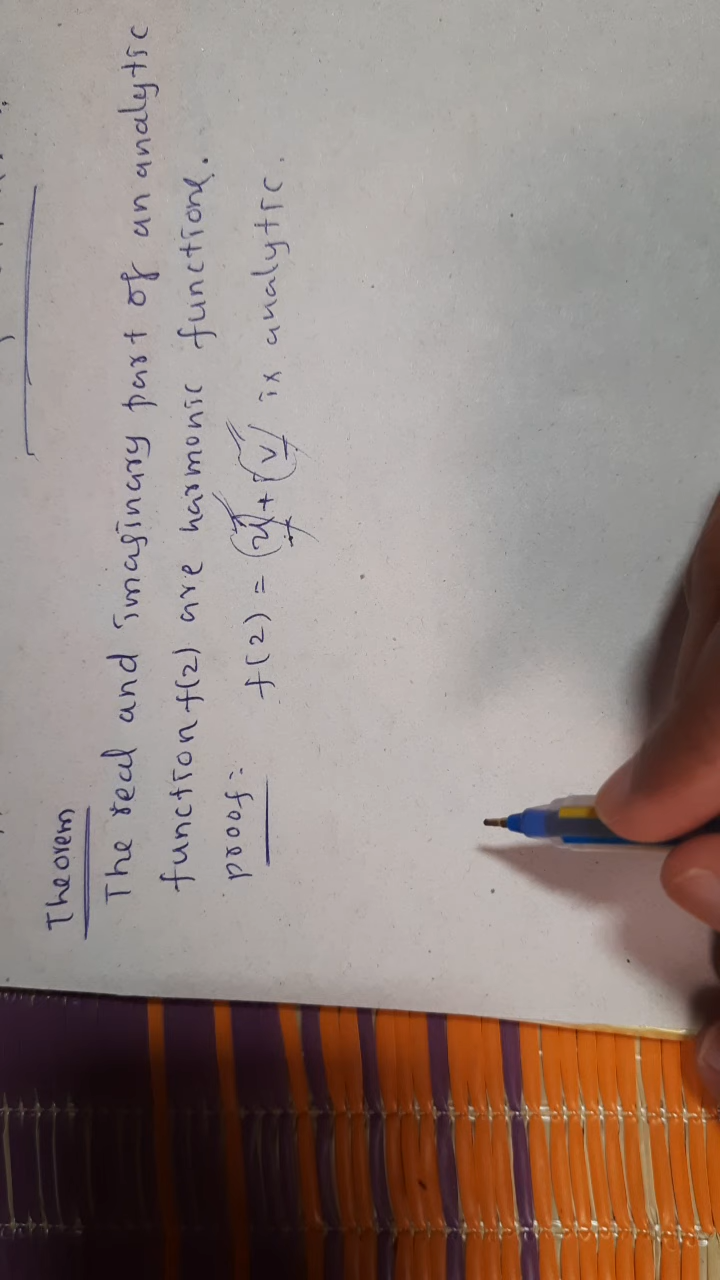 Theorem
The real and imaginary part of an analytic
function f(z) are harmonic functions.
proof: f(z) = (u) + i(v) is analytic.